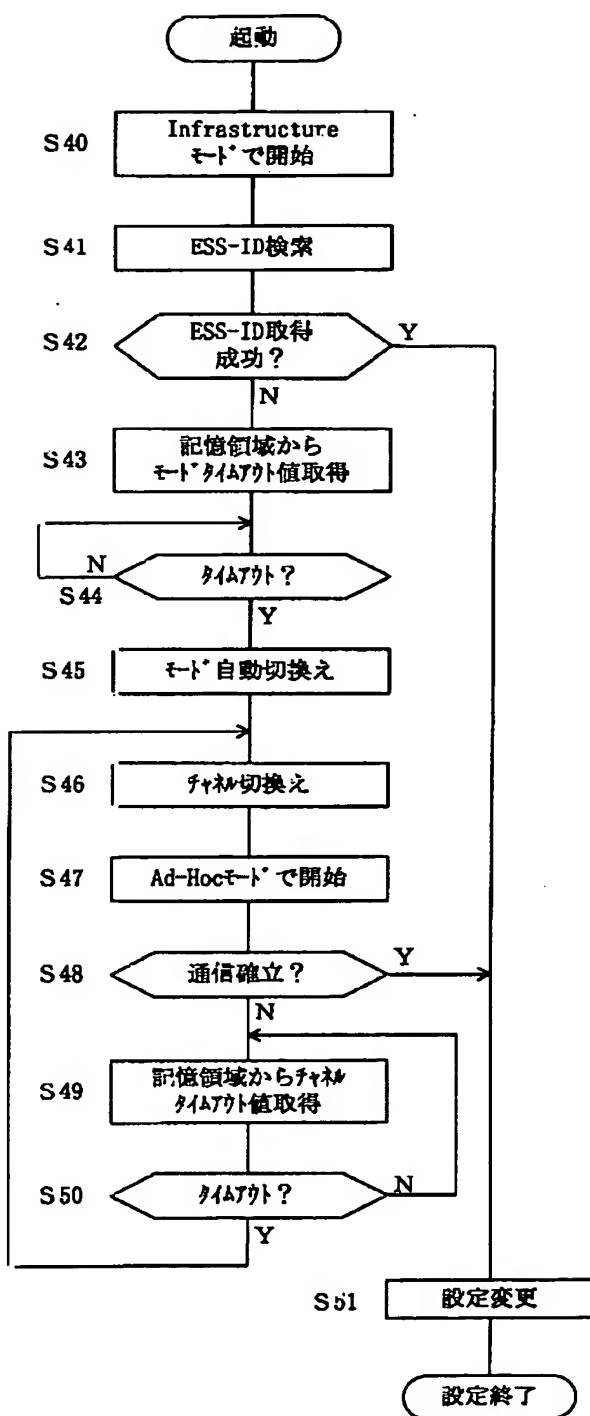 起動
S40
Infrastructure
ﾓｰﾄﾞで開始
S41
ESS-ID検索
S42
ESS-ID取得
成功？
Y
N
S43
記憶領域から
ﾓｰﾄﾞﾀｲﾑｱｳﾄ値取得
N
S44
ﾀｲﾑｱｳﾄ？
Y
S45
ﾓｰﾄﾞ自動切換え
S46
ﾁｬﾈﾙ切換え
S47
Ad-Hocﾓｰﾄﾞで開始
S48
通信確立？
Y
N
S49
記憶領域からﾁｬﾈﾙ
ﾀｲﾑｱｳﾄ値取得
S50
ﾀｲﾑｱｳﾄ？
N
Y
S51
設定変更
設定終了